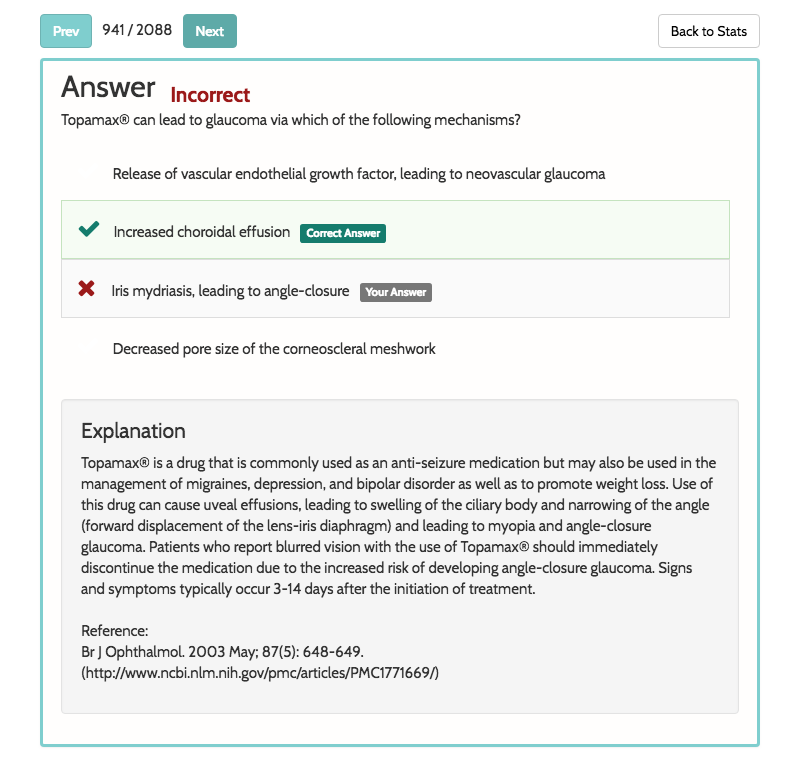 Prev 941 / 2088 Next Back to Stats
Answer Incorrect
Topamax® can lead to glaucoma via which of the following mechanisms?
Release of vascular endothelial growth factor, leading to neovascular glaucoma
Increased choroidal effusion Correct Answer
Iris mydriasis, leading to angle-closure Your Answer
Decreased pore size of the corneoscleral meshwork
Explanation
Topamax® is a drug that is commonly used as an anti-seizure medication but may also be used in the
management of migraines, depression, and bipolar disorder as well as to promote weight loss. Use of
this drug can cause uveal effusions, leading to swelling of the ciliary body and narrowing of the angle
(forward displacement of the lens-iris diaphragm) and leading to myopia and angle-closure
glaucoma. Patients who report blurred vision with the use of Topamax® should immediately
discontinue the medication due to the increased risk of developing angle-closure glaucoma. Signs
and symptoms typically occur 3-14 days after the initiation of treatment.
Reference:
Br J Ophthalmol. 2003 May; 87(5): 648-649.
(http://www.ncbi.nlm.nih.gov/pmc/articles/PMC1771669/)